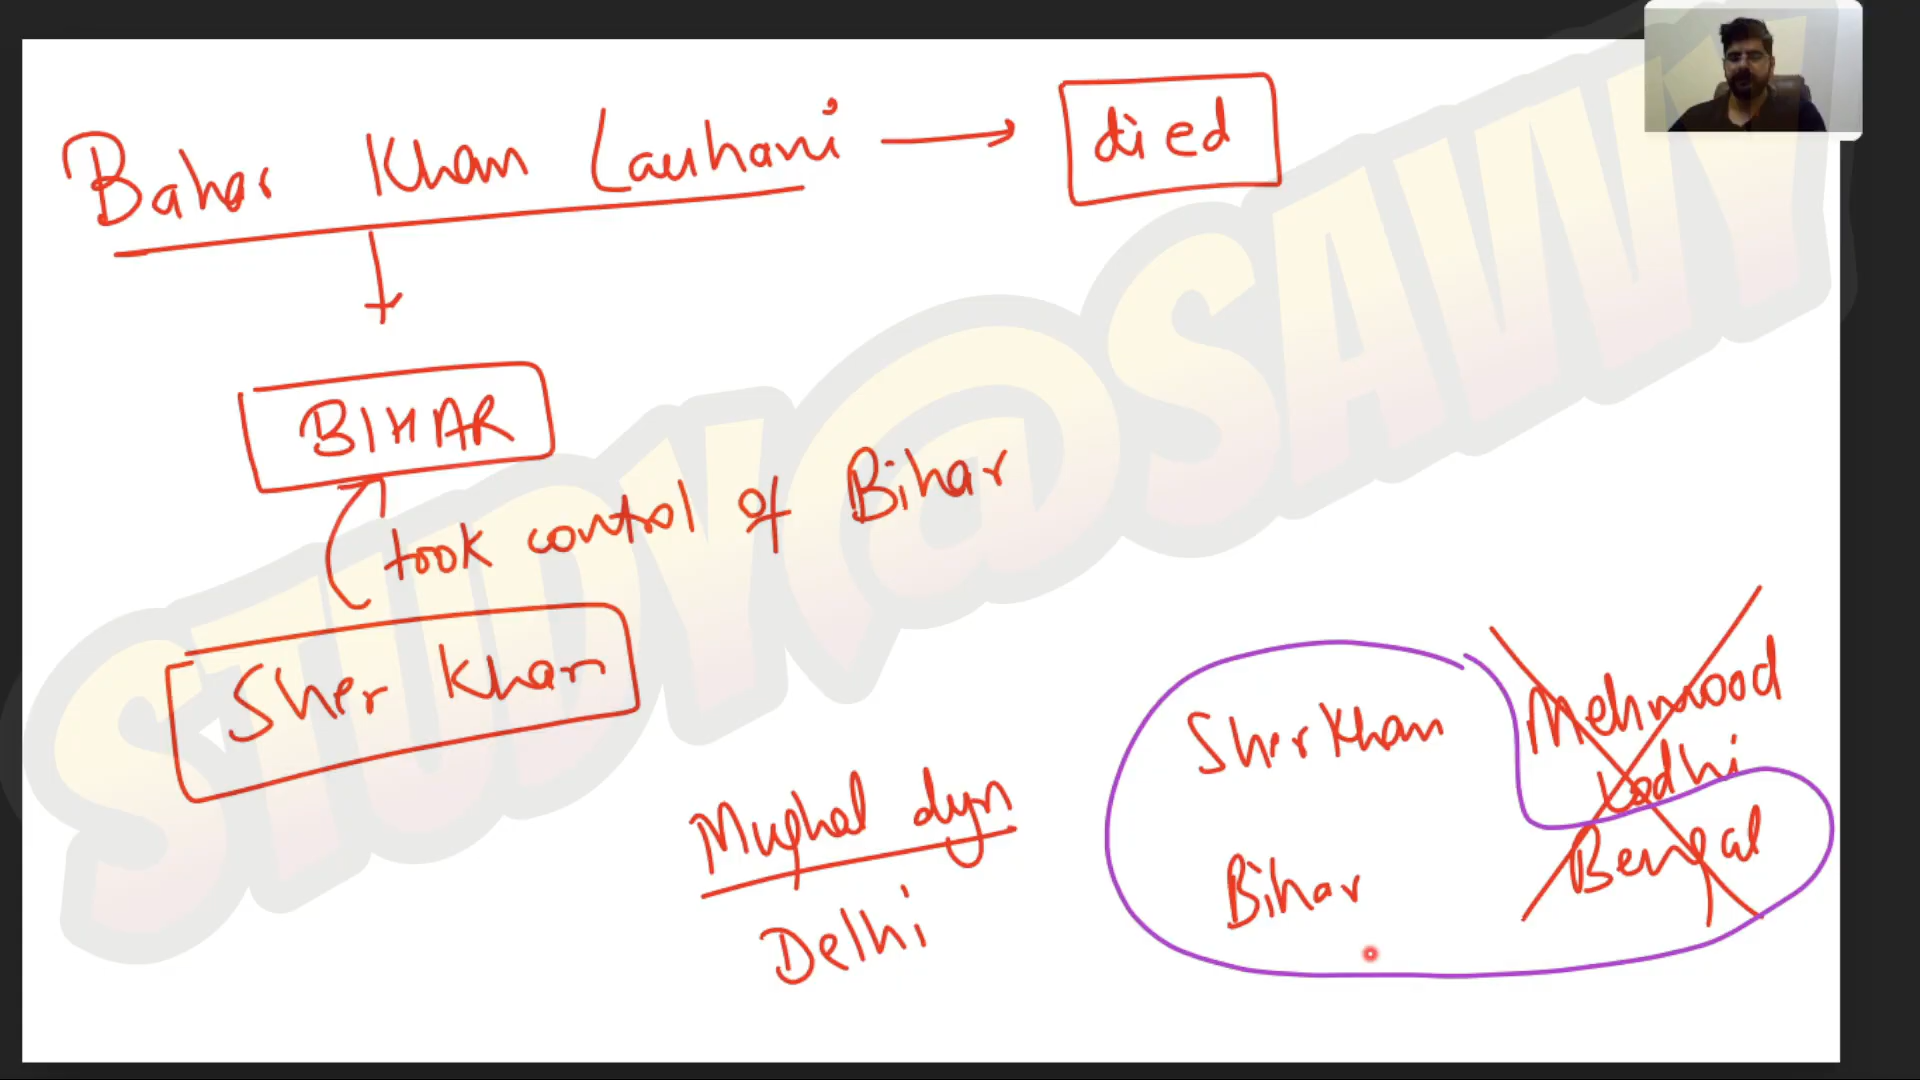 Bahar Khan Lauhani → died
BIHAR
took control of Bihar
Sher Khan
Mughal dyn
Delhi
Sher Khan
Bihar
Mehmood
Lodhi
Bengal
STUDY@SAVVY